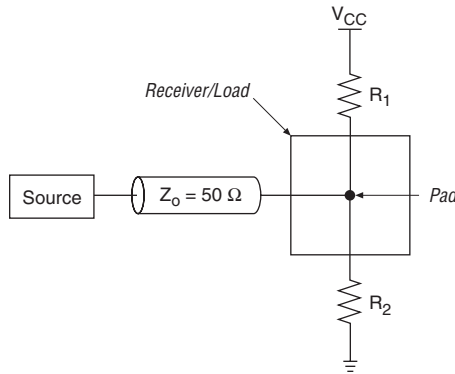 V_CC
R_1
Receiver/Load
Source
Z_o = 50 Ω
Pad
R_2